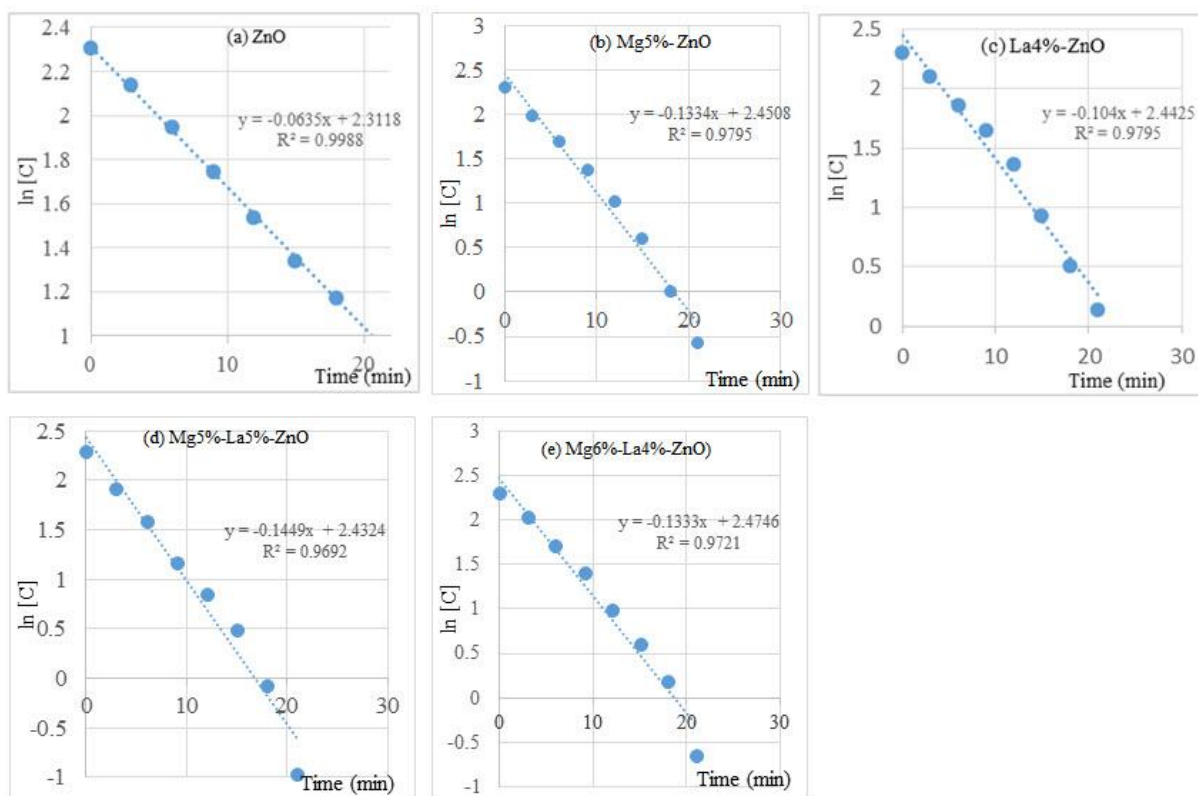 (a) ZnO
2.4
2.2
2
1.8
1.6
1.4
1.2
1
ln [C]
y = -0.0635x + 2.3118
R² = 0.9988
0
10
20
Time (min)
(b) Mg5%-ZnO
3
2.5
2
1.5
1
0.5
0
-0.5
-1
ln [C]
y = -0.1334x + 2.4508
R² = 0.9795
0
10
20
30
Time (min)
(c) La4%-ZnO
2.5
2
1.5
1
0.5
0
ln [C]
y = -0.104x + 2.4425
R² = 0.9795
0
10
20
30
Time (min)
(d) Mg5%-La5%-ZnO
2.5
2
1.5
1
0.5
0
-0.5
-1
ln [C]
y = -0.1449x + 2.4324
R² = 0.9692
0
10
20
30
Time (min)
(e) Mg6%-La4%-ZnO)
3
2.5
2
1.5
1
0.5
0
-0.5
-1
ln [C]
y = -0.1333x + 2.4746
R² = 0.9721
0
10
20
30
Time (min)